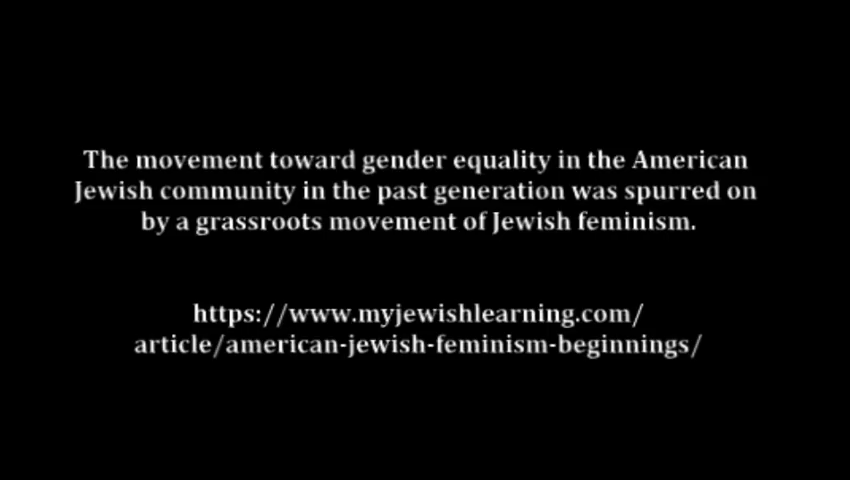 The movement toward gender equality in the American
Jewish community in the past generation was spurred on
by a grassroots movement of Jewish feminism.
https://www.myjewishlearning.com/
article/american-jewish-feminism-beginnings/